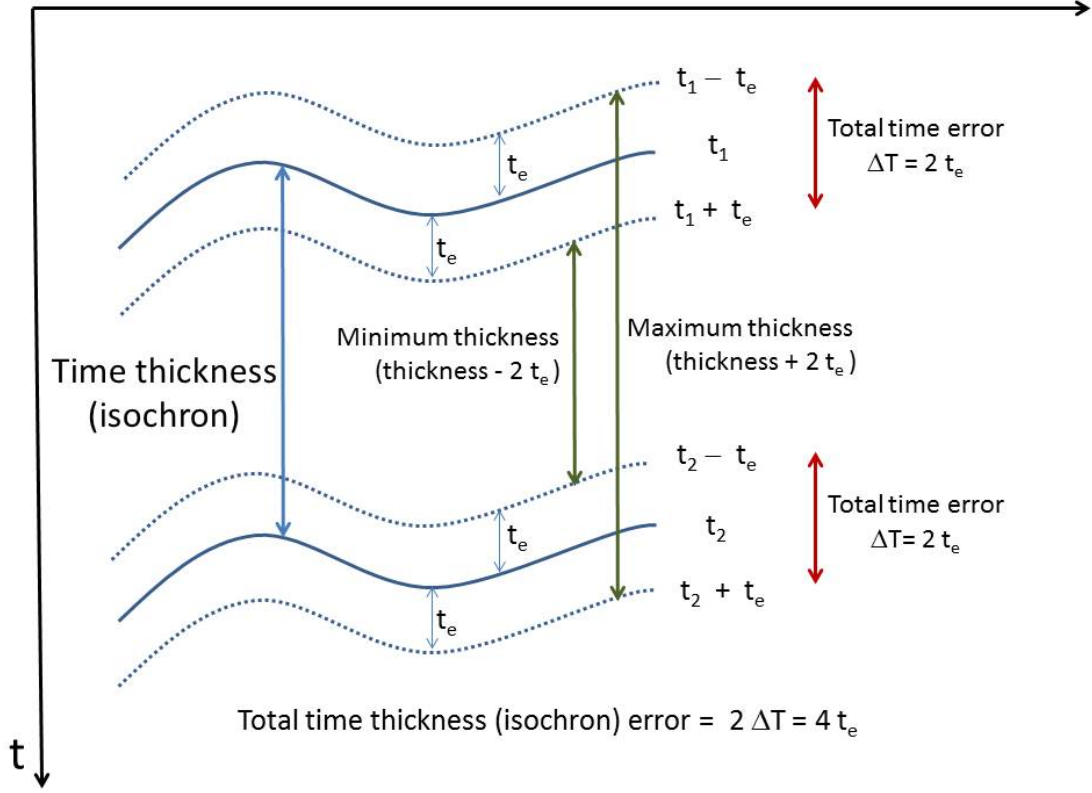 t₁ − tₑ
Total time error
ΔT = 2 tₑ
t₁
tₑ
t₁ + tₑ
tₑ
Minimum thickness
(thickness - 2 tₑ)
Maximum thickness
(thickness + 2 tₑ)
Time thickness
(isochron)
t₂ − tₑ
Total time error
ΔT= 2 tₑ
t₂
tₑ
t₂ + tₑ
tₑ
Total time thickness (isochron) error = 2 ΔT = 4 tₑ
t